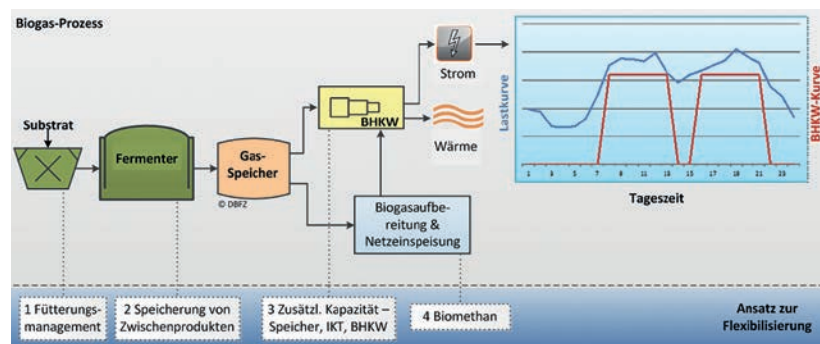 Biogas-Prozess
Substrat
Fermenter
Gas-
Speicher
© DBFZ
BHKW
Strom
Wärme
Biogasaufbe-
reitung &
Netzeinspeisung
Lastkurve
BHKW-Kurve
1 3 5 7 9 11 13 15 17 19 21 23
Tageszeit
1 Fütterungs-
management
2 Speicherung von
Zwischenprodukten
3 Zusätzl. Kapazität –
Speicher, IKT, BHKW
4 Biomethan
Ansatz zur
Flexibilisierung